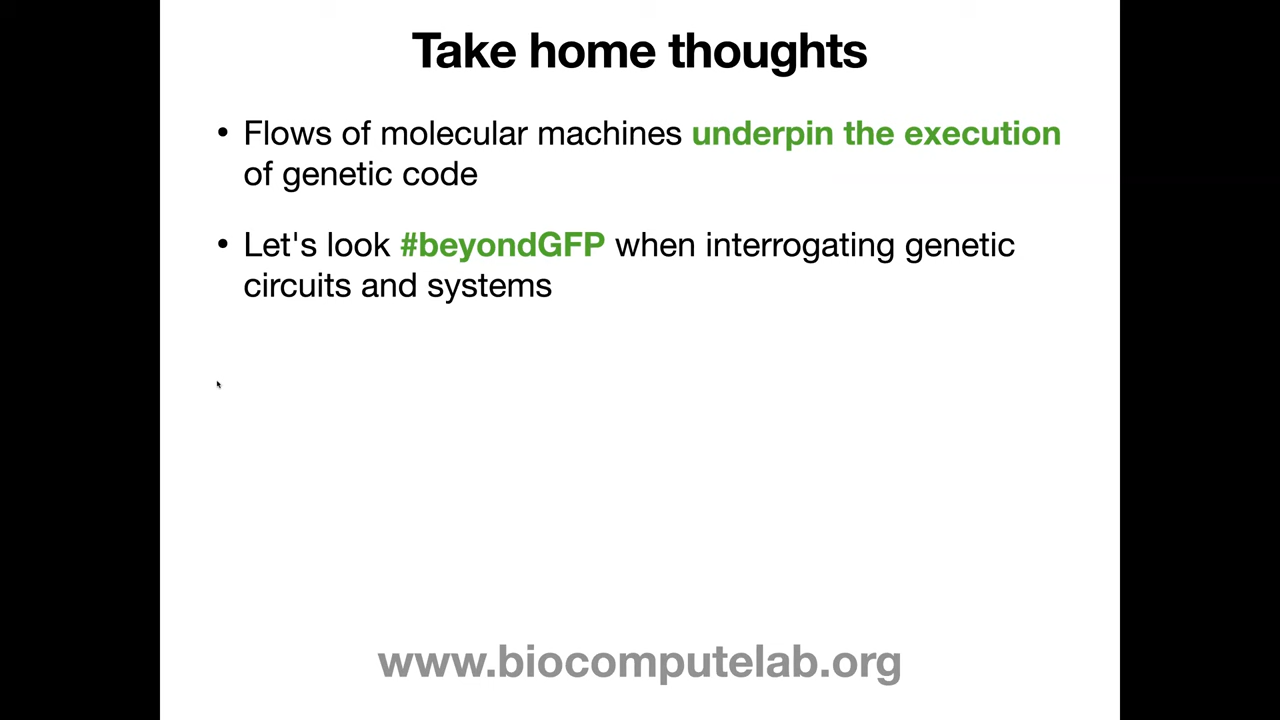 Take home thoughts
• Flows of molecular machines underpin the execution
of genetic code
• Let's look #beyondGFP when interrogating genetic
circuits and systems
www.biocomputelab.org